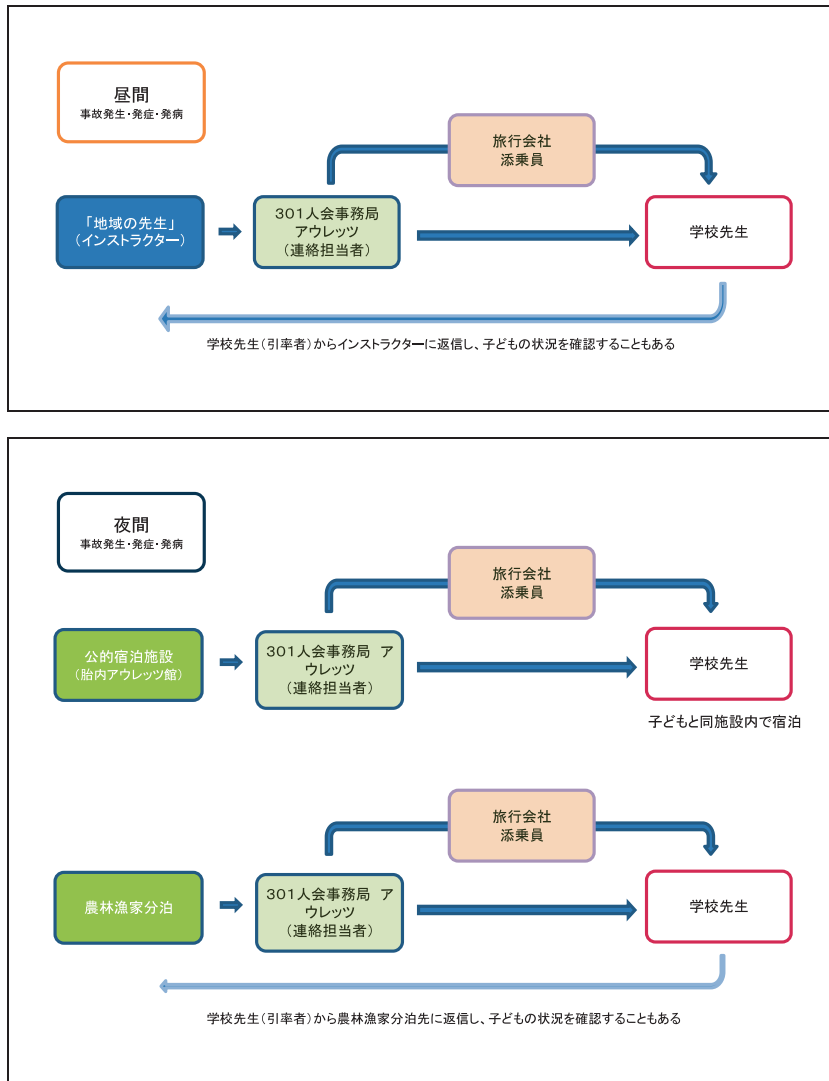 昼間
事故発生・発症・発病
旅行会社
添乗員
「地域の先生」
(インストラクター)
301人会事務局
アウレッツ
(連絡担当者)
学校先生
学校先生(引率者)からインストラクターに返信し、子どもの状況を確認することもある
夜間
事故発生・発症・発病
旅行会社
添乗員
公的宿泊施設
(胎内アウレッツ館)
301人会事務局 ア
ウレッツ
(連絡担当者)
学校先生
子どもと同施設内で宿泊
旅行会社
添乗員
農林漁家分泊
301人会事務局 ア
ウレッツ
(連絡担当者)
学校先生
学校先生(引率者)から農林漁家分泊先に返信し、子どもの状況を確認することもある